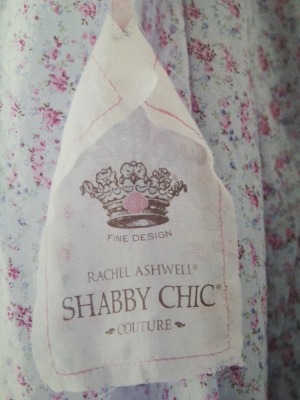 FINE DESIGN
RACHEL ASHWELL®
SHABBY CHIC®
COUTURE